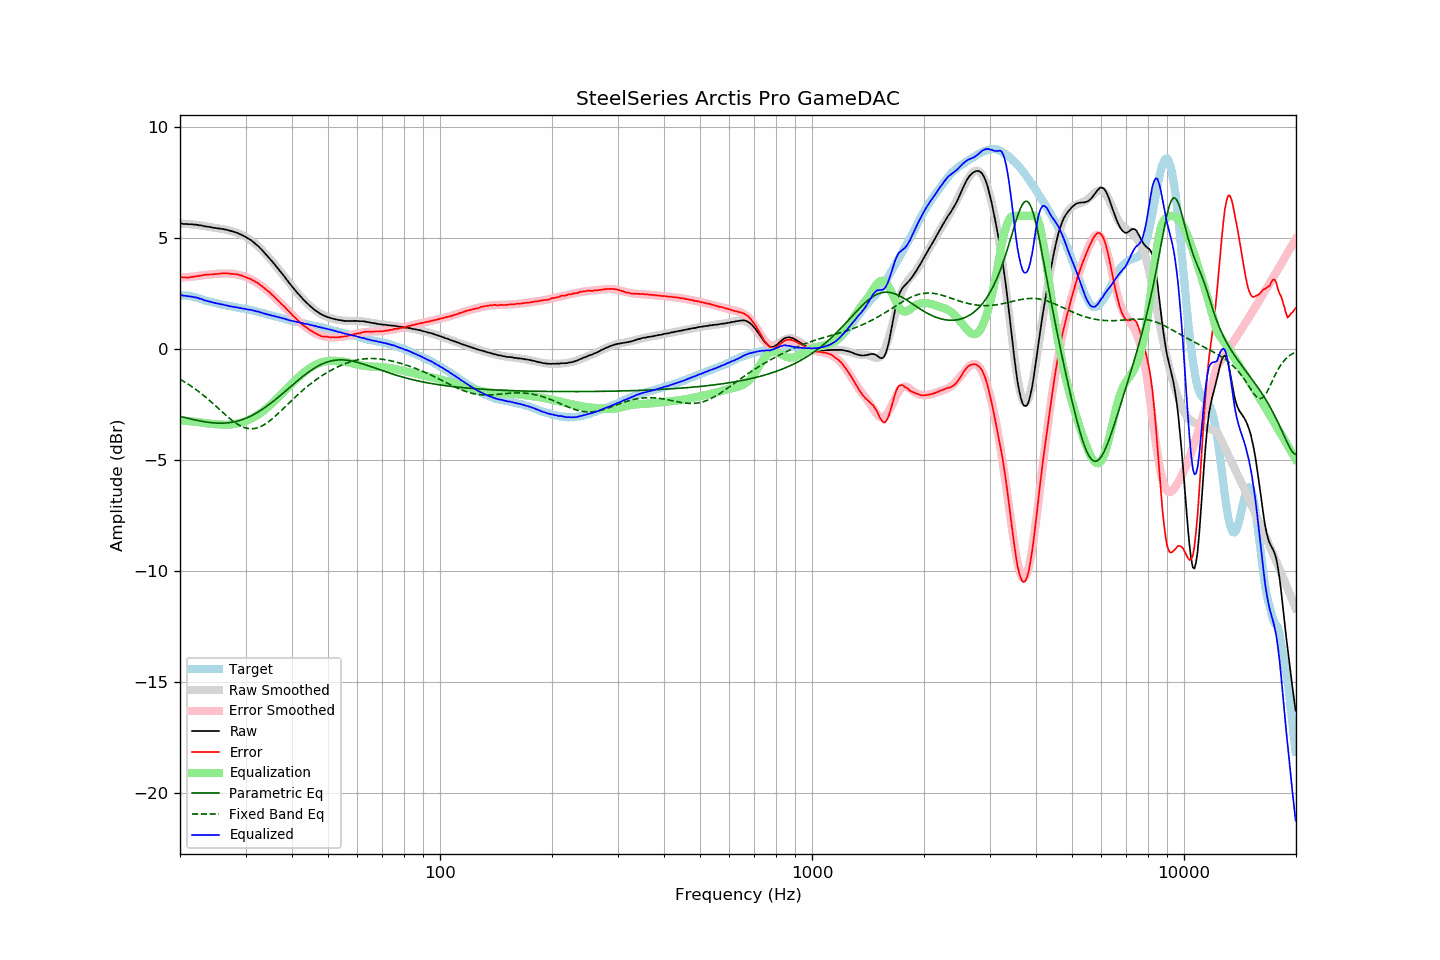 SteelSeries Arctis Pro GameDAC
10
5
0
−5
−10
−15
−20
Amplitude (dBr)
Target
Raw Smoothed
Error Smoothed
Raw
Error
Equalization
Parametric Eq
Fixed Band Eq
Equalized
100
1000
10000
Frequency (Hz)